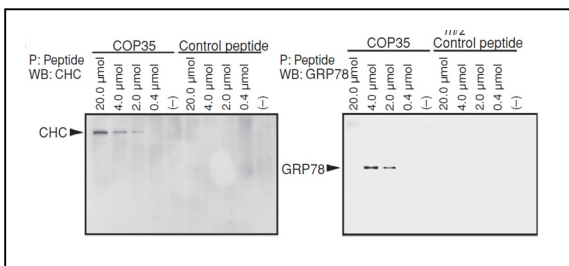 COP35 Control peptide
P: Peptide
WB: CHC
20.0 μmol 4.0 μmol 2.0 μmol 0.4 μmol (−) 20.0 μmol 4.0 μmol 2.0 μmol 0.4 μmol (−)
CHC
m/z
COP35 Control peptide
P: Peptide
WB: GRP78
20.0 μmol 4.0 μmol 2.0 μmol 0.4 μmol (−) 20.0 μmol 4.0 μmol 2.0 μmol 0.4 μmol (−)
GRP78